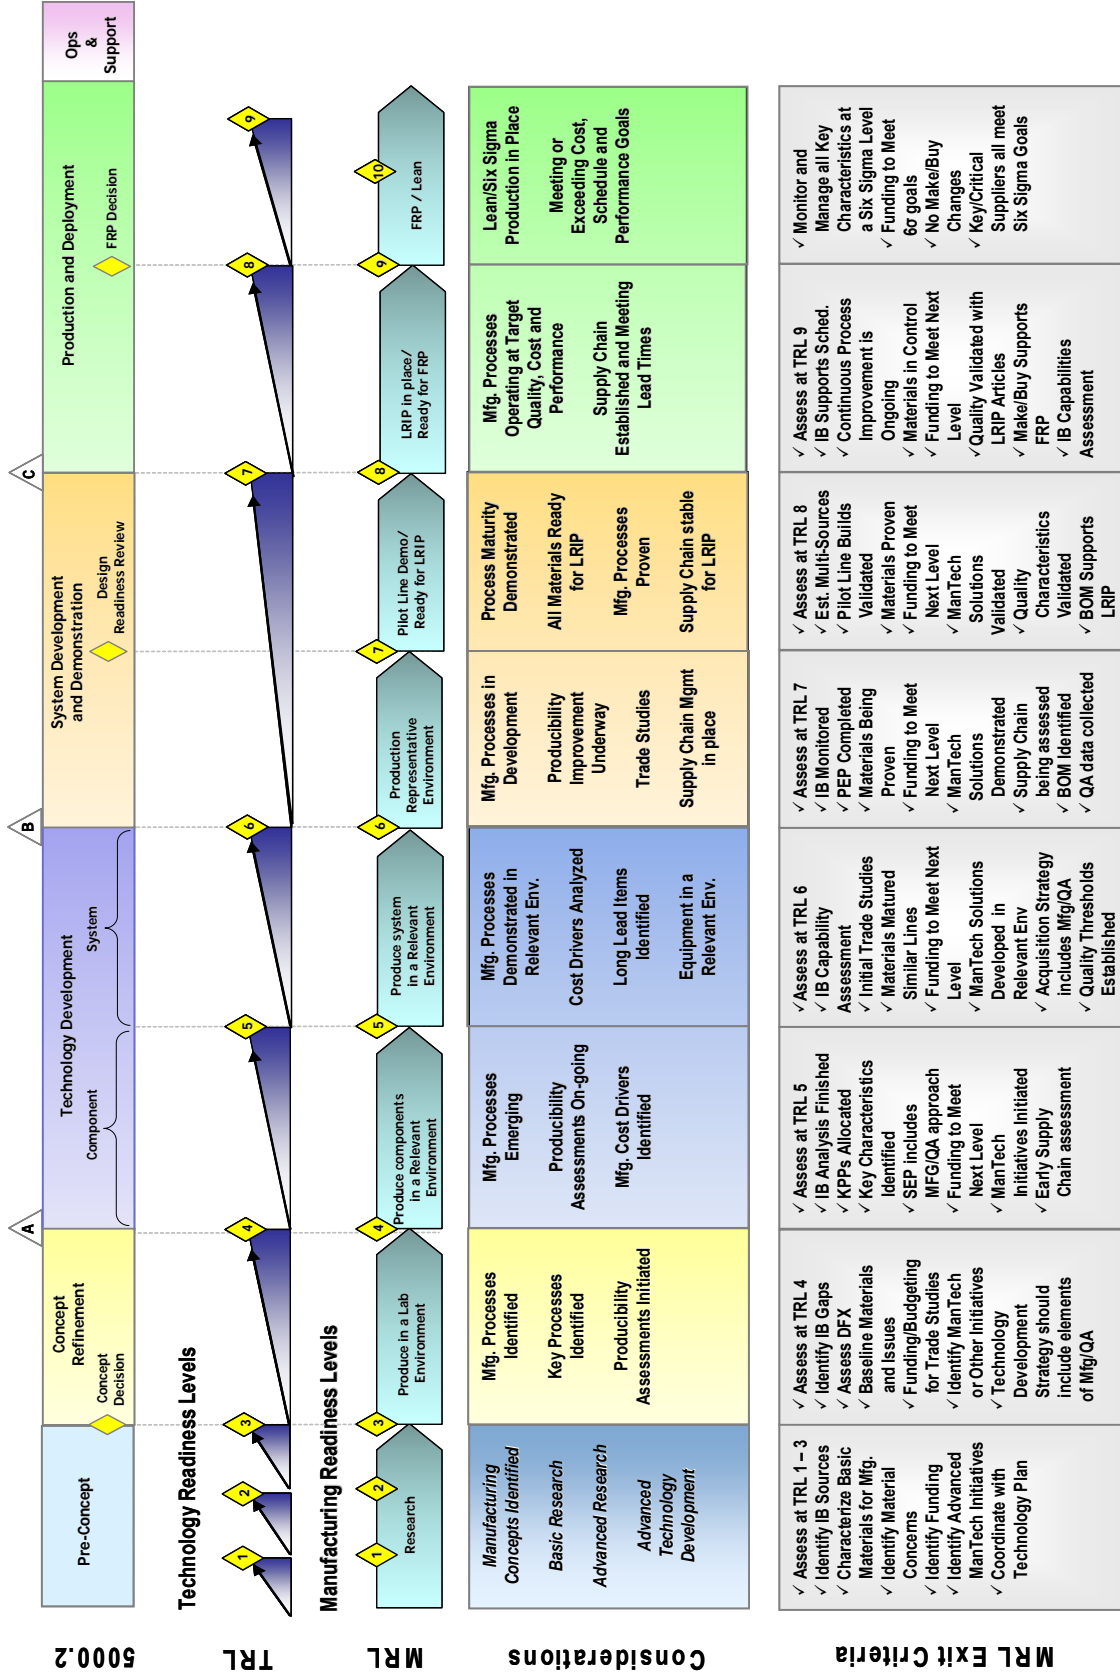 5000.2
Pre-Concept
Concept
Refinement
Concept
Decision
A
Technology Development
Component
System
B
System Development
and Demonstration
Design
Readiness Review
C
Production and Deployment
FRP Decision
Ops
&
Support
TRL
Technology Readiness Levels
1
2
3
4
5
6
7
8
9
MRL
Manufacturing Readiness Levels
1
2
3
4
5
6
7
8
9
10
Research
Produce in a Lab
Environment
Produce components
in a Relevant
Environment
Produce system
in a Relevant
Environment
Production
Representative
Environment
Pilot Line Demo/
Ready for LRIP
LRIP in place/
Ready for FRP
FRP / Lean
Considerations
Manufacturing
Concepts Identified
Basic Research
Advanced Research
Advanced
Technology
Development
Mfg. Processes
Identified
Key Processes
Identified
Producibility
Assessments Initiated
Mfg. Processes
Emerging
Producibility
Assessments On-going
Mfg. Cost Drivers
Identified
Mfg. Processes
Demonstrated in
Relevant Env.
Cost Drivers Analyzed
Long Lead Items
Identified
Equipment in a
Relevant Env.
Mfg. Processes in
Development
Producibility
Improvement
Underway
Trade Studies
Supply Chain Mgmt
in place
Process Maturity
Demonstrated
All Materials Ready
for LRIP
Mfg. Processes
Proven
Supply Chain stable
for LRIP
Mfg. Processes
Operating at Target
Quality, Cost and
Performance
Supply Chain
Established and Meeting
Lead Times
Lean/Six Sigma
Production in Place
Meeting or
Exceeding Cost,
Schedule and
Performance Goals
MRL Exit Criteria
✓ Assess at TRL 1 – 3
✓ Identify IB Sources
✓ Characterize Basic
Materials for Mfg.
✓ Identify Material
Concerns
✓ Identify Funding
✓ Identify Advanced
ManTech Initiatives
✓ Coordinate with
Technology Plan
✓ Assess at TRL 4
✓ Identify IB Gaps
✓ Assess DFX
✓ Baseline Materials
and Issues
✓ Funding/Budgeting
for Trade Studies
✓ Identify ManTech
or Other Initiatives
✓ Technology
Development
Strategy should
include elements
of Mfg/QA
✓ Assess at TRL 5
✓ IB Analysis Finished
✓ KPPs Allocated
✓ Key Characteristics
Identified
✓ SEP includes
MFG/QA approach
✓ Funding to Meet
Next Level
✓ ManTech
Initiatives Initiated
✓ Early Supply
Chain assessment
✓ Assess at TRL 6
✓ IB Capability
Assessment
✓ Initial Trade Studies
✓ Materials Matured
Similar Lines
✓ Funding to Meet Next
Level
✓ ManTech Solutions
Developed in
Relevant Env
✓ Acquisition Strategy
includes Mfg/QA
✓ Quality Thresholds
Established
✓ Assess at TRL 7
✓ IB Monitored
✓ PEP Completed
✓ Materials Being
Proven
✓ Funding to Meet
Next Level
✓ ManTech
Solutions
Demonstrated
✓ Supply Chain
being assessed
✓ BOM Identified
✓ QA data collected
✓ Assess at TRL 8
✓ Est. Multi-Sources
✓ Pilot Line Builds
Validated
✓ Materials Proven
✓ Funding to Meet
Next Level
✓ ManTech
Solutions
Validated
✓ Quality
Characteristics
Validated
✓ BOM Supports
LRIP
✓ Assess at TRL 9
✓ IB Supports Sched.
✓ Continuous Process
Improvement is
Ongoing
✓ Materials in Control
✓ Funding to Meet Next
Level
✓ Quality Validated with
LRIP Articles
✓ Make/Buy Supports
FRP
✓ IB Capabilities
Assessment
✓ Monitor and
Manage all Key
Characteristics at
a Six Sigma Level
✓ Funding to Meet
6σ goals
✓ No Make/Buy
Changes
✓ Key/Critical
Suppliers all meet
Six Sigma Goals